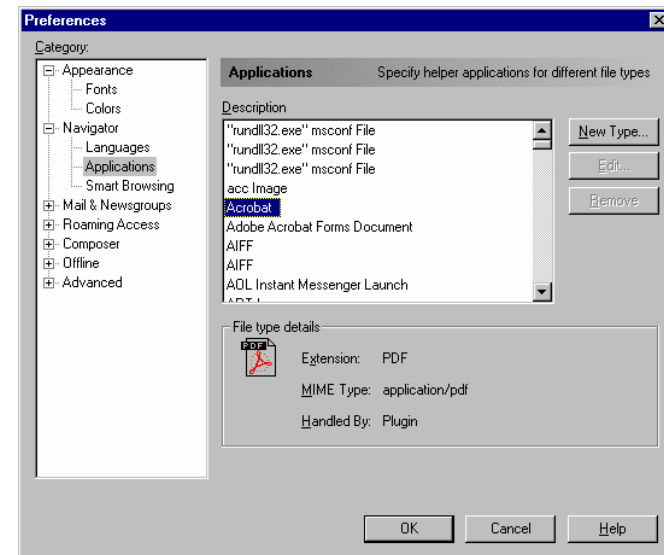 Preferences
Category:
Appearance
Fonts
Colors
Navigator
Languages
Applications
Smart Browsing
Mail & Newsgroups
Roaming Access
Composer
Offline
Advanced
Applications Specify helper applications for different file types
Description
"rundll32.exe" msconf File
"rundll32.exe" msconf File
"rundll32.exe" msconf File
acc Image
Acrobat
Adobe Acrobat Forms Document
AIFF
AIFF
AOL Instant Messenger Launch
New Type...
Edit...
Remove
File type details
PDF
Extension: PDF
MIME Type: application/pdf
Handled By: Plugin
OK Cancel Help